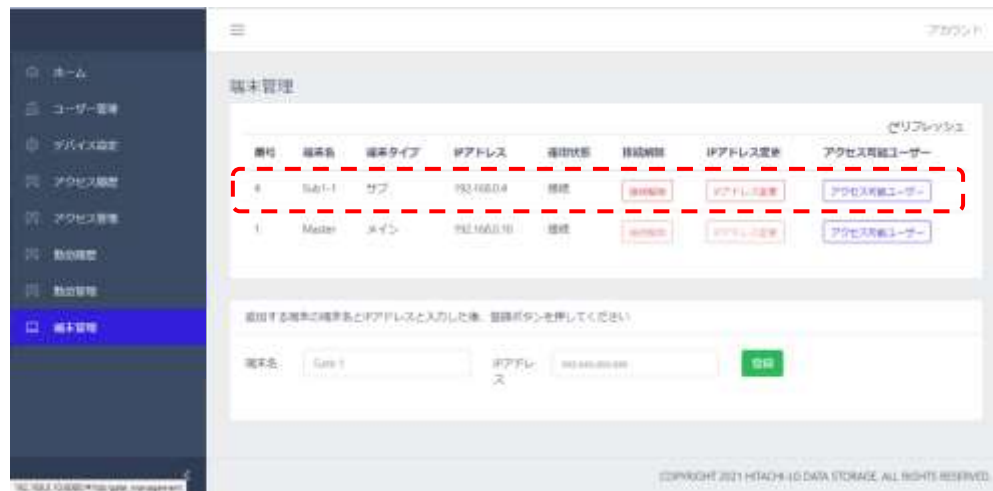 アカウント
ホーム
ユーザー管理
デバイス設定
アクセス履歴
アクセス管理
勤怠履歴
勤怠管理
端末管理
端末管理
リフレッシュ
番号 端末名 端末タイプ IPアドレス 接続解除 IPアドレス変更 アクセス可能ユーザー
4 Sub1-1 サブ 192.168.0.4 接続 接続解除 IPアドレス変更 アクセス可能ユーザー
1 Master メイン 192.168.0.10 接続 接続解除 IPアドレス変更 アクセス可能ユーザー
追加する端末の端末名とIPアドレスと入力した後、登録ボタンを押してください
端末名 IPアドレ
ス
登録
COPYRIGHT 2021 HITACHI-LG DATA STORAGE, ALL RIGHTS RESERVED.